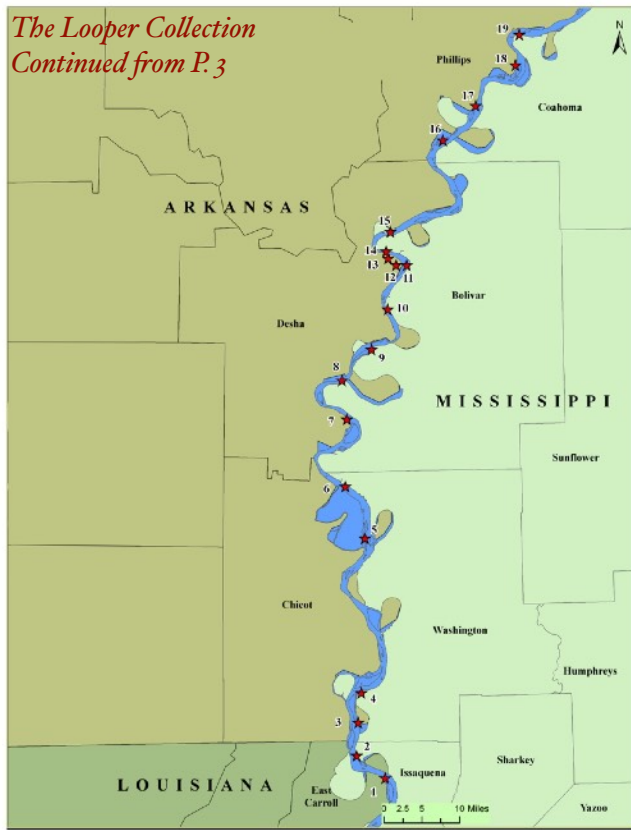 The Looper Collection
Continued from P. 3
N
19
Phillips
18
17
Coahoma
16
ARKANSAS
15
14
13
12
11
Bolivar
10
Desha
9
8
MISSISSIPPI
7
Sunflower
6
5
Chicot
Washington
Humphreys
4
3
2
Issaquena
Sharkey
LOUISIANA
East
Carroll
1
0 2.5 5 10 Miles
Yazoo